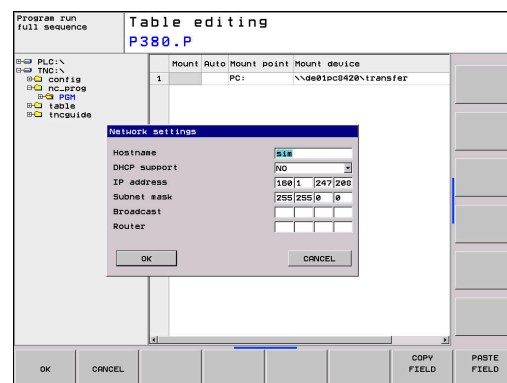 Program run
full sequence
Table editing
P380.P
PLC:\
TNC:\
config
nc_prog
PGM
table
tncguide
Mount Auto Mount point Mount device
1 PC: \\de01pc8420\transfer
Network settings
Hostname sim
DHCP support NO
IP address 160 1 247 208
Subnet mask 255 255 0 0
Broadcast
Router
OK CANCEL
OK CANCEL COPY FIELD PASTE FIELD